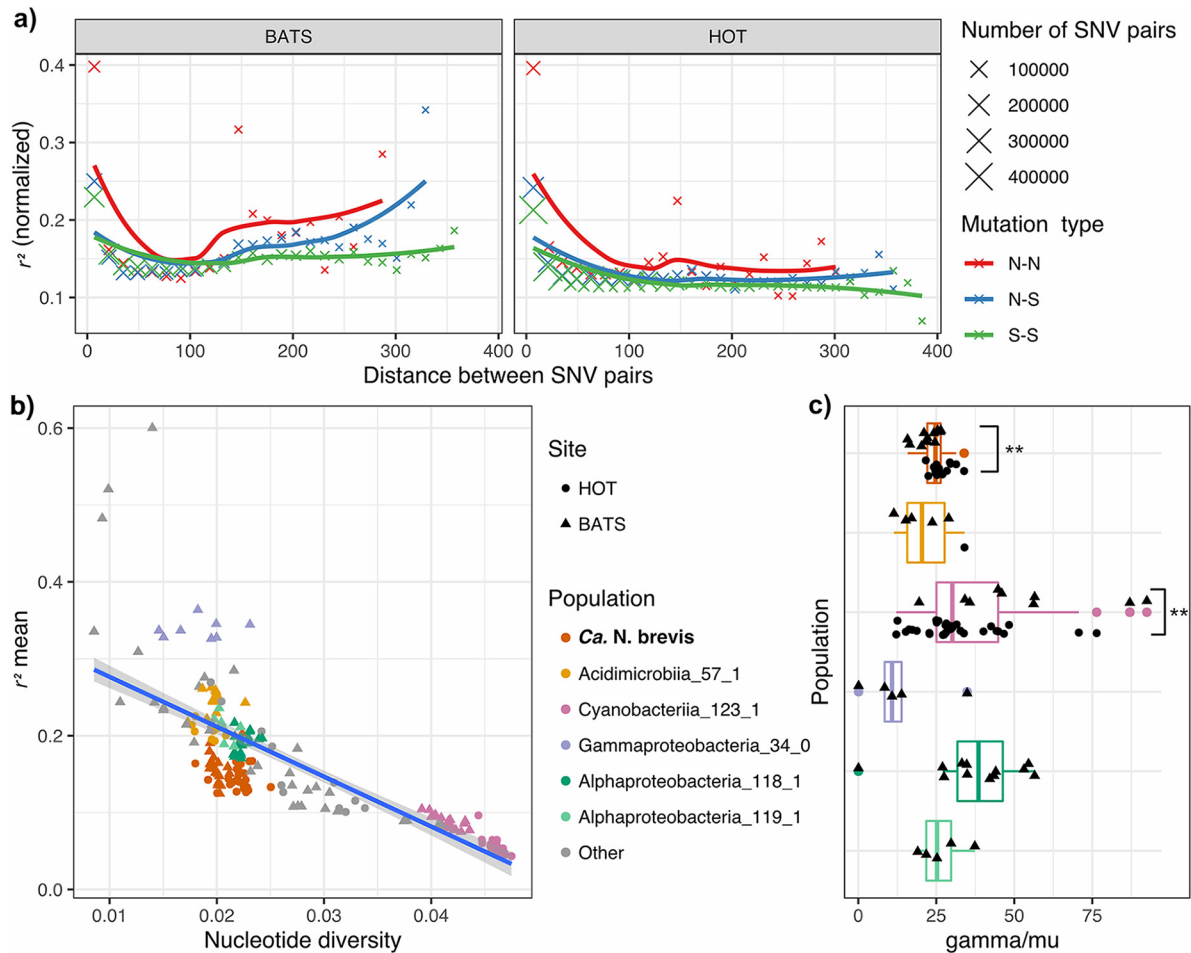 a)
BATS
HOT
r² (normalized)
0.4
0.3
0.2
0.1
0 100 200 300 400
0 100 200 300 400
Distance between SNV pairs
Number of SNV pairs
100000
200000
300000
400000
Mutation type
N-N
N-S
S-S
b)
r² mean
0.6
0.4
0.2
0.0
0.01 0.02 0.03 0.04
Nucleotide diversity
Site
HOT
BATS
Population
Ca. N. brevis
Acidimicrobiia_57_1
Cyanobacteriia_123_1
Gammaproteobacteria_34_0
Alphaproteobacteria_118_1
Alphaproteobacteria_119_1
Other
c)
Population
**
**
0 25 50 75
gamma/mu